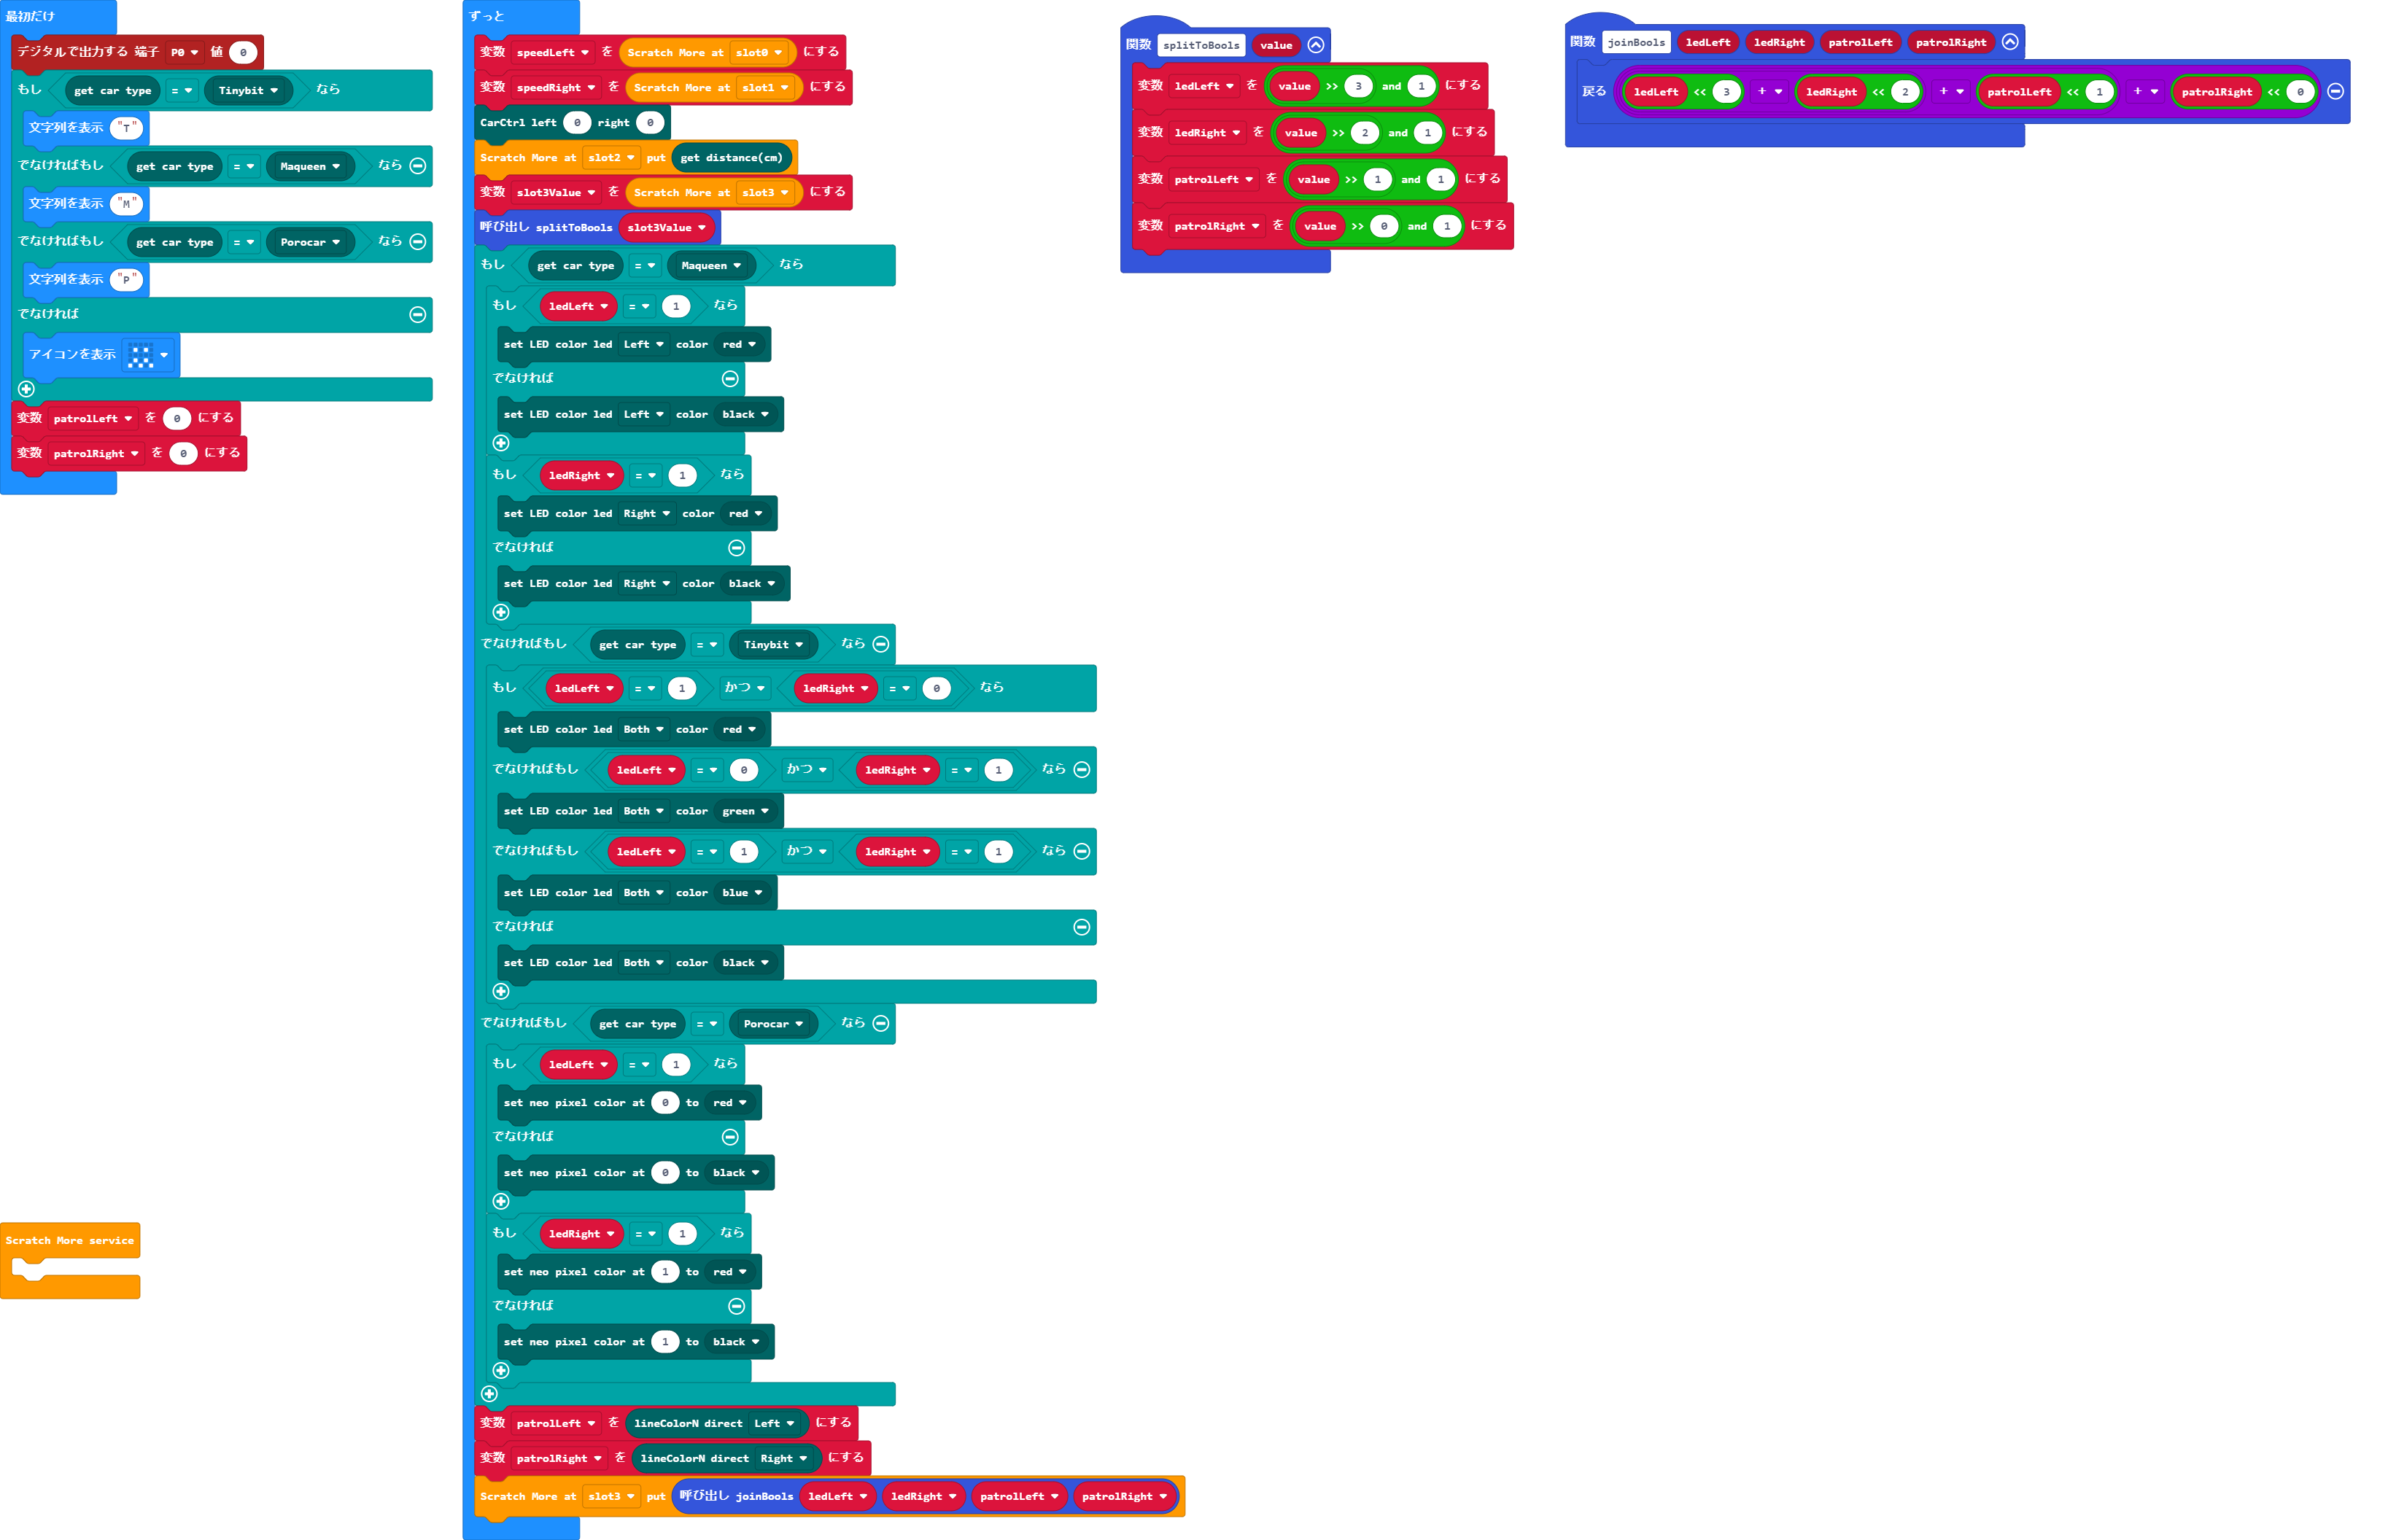 最初だけ
デジタルで出力する 端子 P0 値 0
もし get car type = Tinybit なら
文字列を表示 "T"
でなければもし get car type = Maqueen なら
文字列を表示 "M"
でなければもし get car type = Porocar なら
文字列を表示 "P"
でなければ
アイコンを表示
変数 patrolLeft を 0 にする
変数 patrolRight を 0 にする
Scratch More service
ずっと
変数 speedLeft を Scratch More at slot0 にする
変数 speedRight を Scratch More at slot1 にする
CarCtrl left 0 right 0
Scratch More at slot2 put get distance(cm)
変数 slot3Value を Scratch More at slot3 にする
呼び出し splitToBools slot3Value
もし get car type = Maqueen なら
もし ledLeft = 1 なら
set LED color led Left color red
でなければ
set LED color led Left color black
もし ledRight = 1 なら
set LED color led Right color red
でなければ
set LED color led Right color black
でなければもし get car type = Tinybit なら
もし ledLeft = 1 かつ ledRight = 0 なら
set LED color led Both color red
でなければもし ledLeft = 0 かつ ledRight = 1 なら
set LED color led Both color green
でなければもし ledLeft = 1 かつ ledRight = 1 なら
set LED color led Both color blue
でなければ
set LED color led Both color black
でなければもし get car type = Porocar なら
もし ledLeft = 1 なら
set neo pixel color at 0 to red
でなければ
set neo pixel color at 0 to black
もし ledRight = 1 なら
set neo pixel color at 1 to red
でなければ
set neo pixel color at 1 to black
変数 patrolLeft を lineColorN direct Left にする
変数 patrolRight を lineColorN direct Right にする
Scratch More at slot3 put 呼び出し joinBools ledLeft ledRight patrolLeft patrolRight
関数 splitToBools value
変数 ledLeft を value >> 3 and 1 にする
変数 ledRight を value >> 2 and 1 にする
変数 patrolLeft を value >> 1 and 1 にする
変数 patrolRight を value >> 0 and 1 にする
関数 joinBools ledLeft ledRight patrolLeft patrolRight
戻る ledLeft << 3 + ledRight << 2 + patrolLeft << 1 + patrolRight << 0